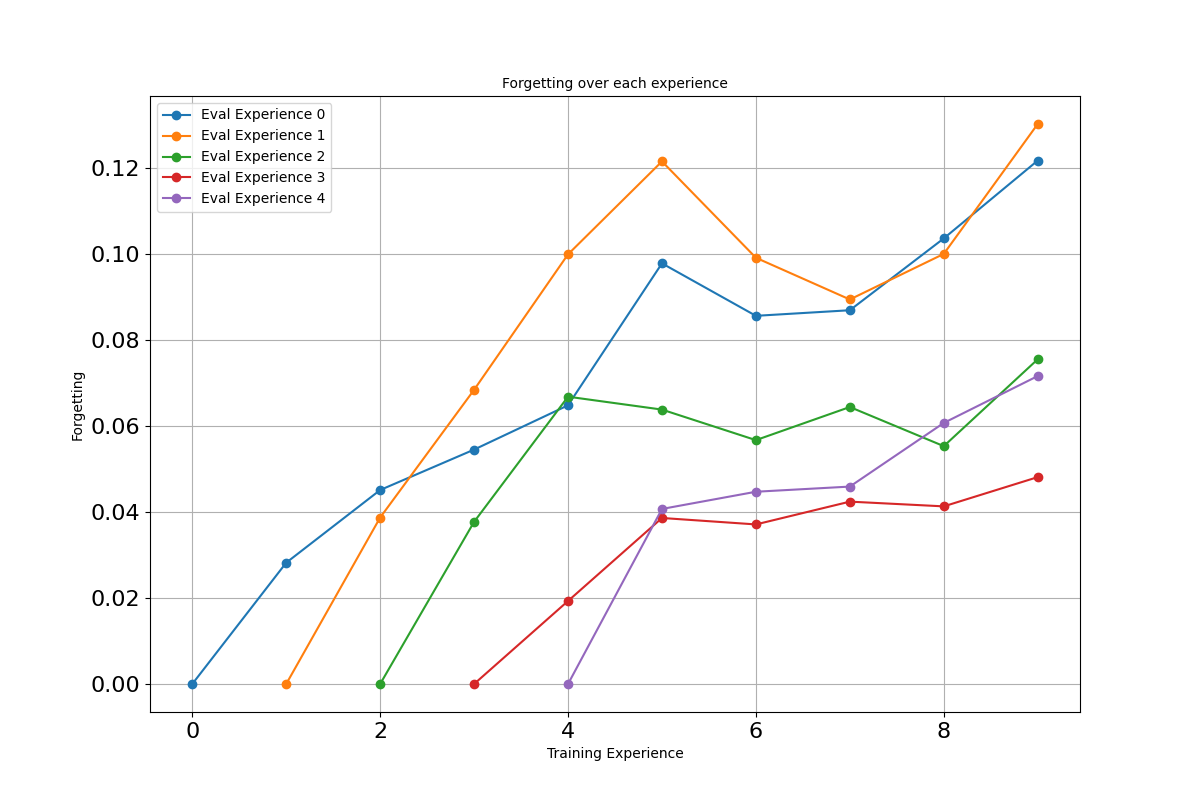 Forgetting over each experience
Eval Experience 0
Eval Experience 1
Eval Experience 2
Eval Experience 3
Eval Experience 4
0.12
0.10
0.08
0.06
0.04
0.02
0.00
Forgetting
0 2 4 6 8
Training Experience